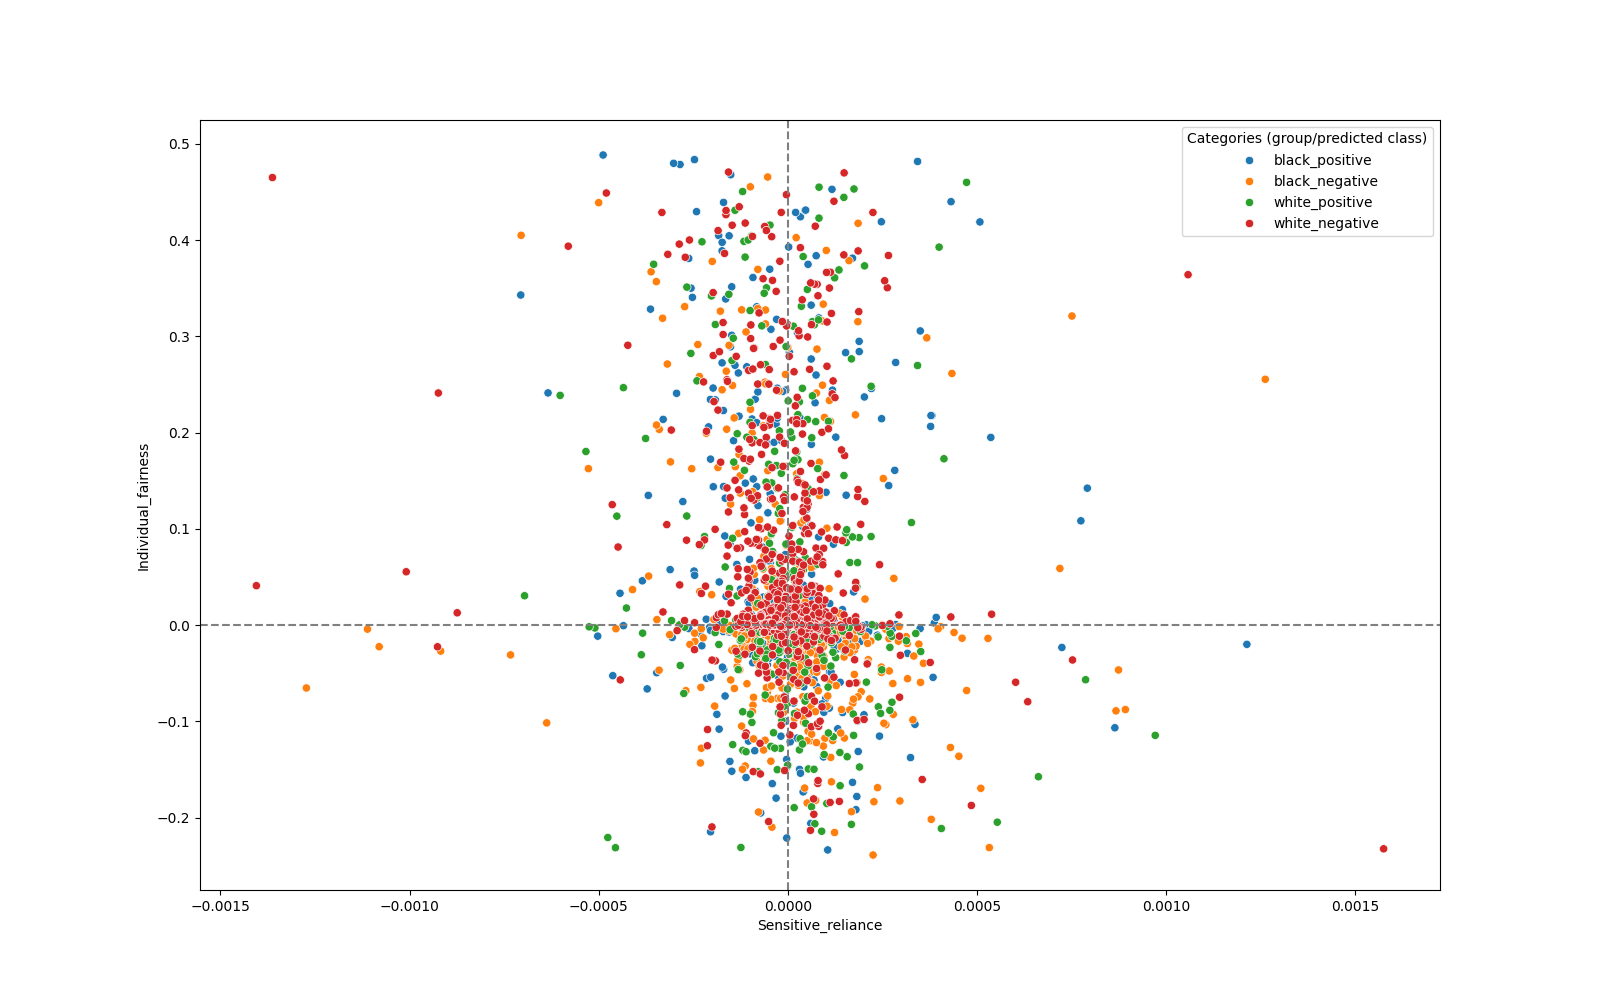 Categories (group/predicted class)
black_positive
black_negative
white_positive
white_negative
Individual_fairness
0.5
0.4
0.3
0.2
0.1
0.0
−0.1
−0.2
−0.0015
−0.0010
−0.0005
0.0000
0.0005
0.0010
0.0015
Sensitive_reliance